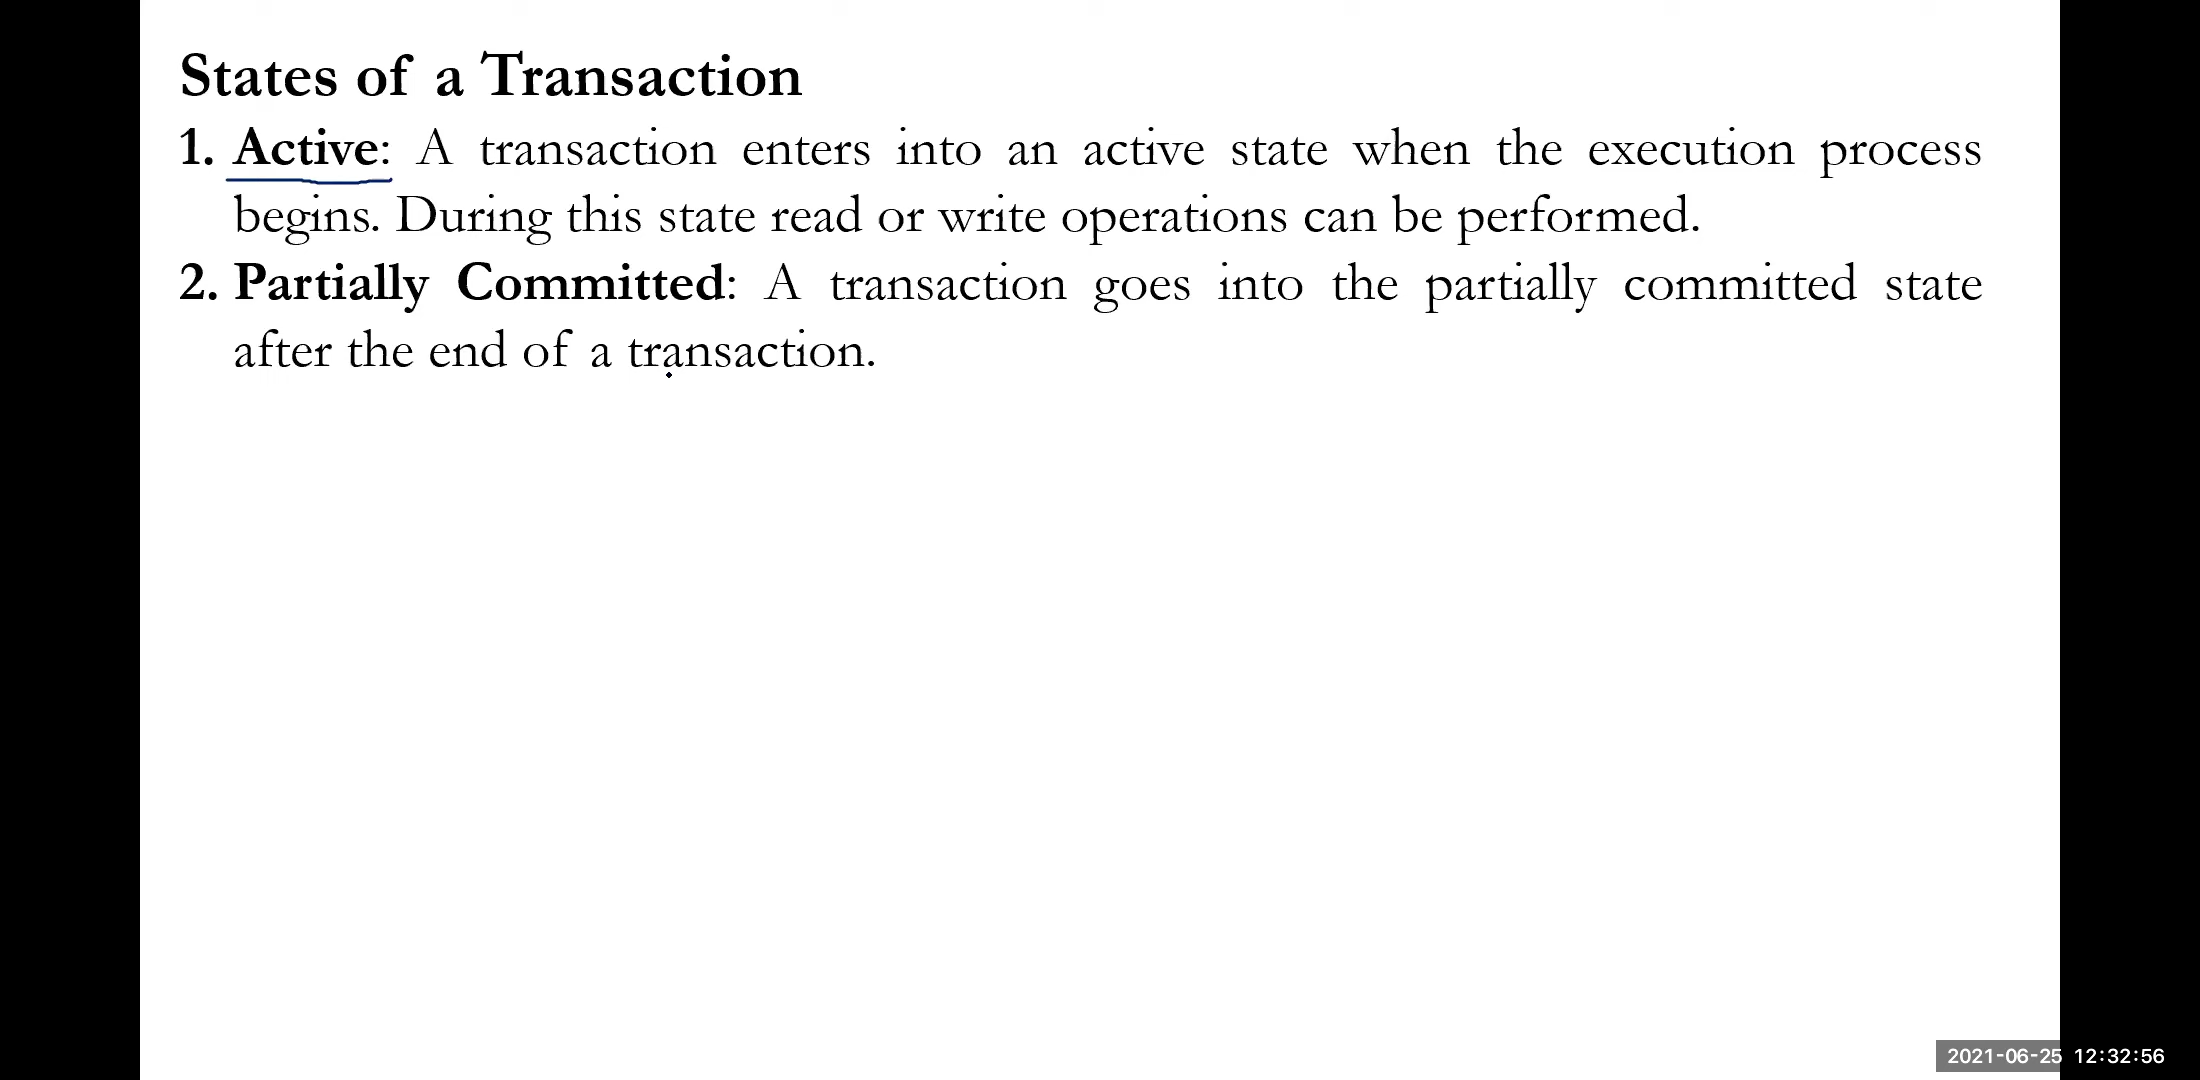 States of a Transaction
1. Active: A transaction enters into an active state when the execution process
begins. During this state read or write operations can be performed.
2. Partially Committed: A transaction goes into the partially committed state
after the end of a transaction.
2021-06-25 12:32:56